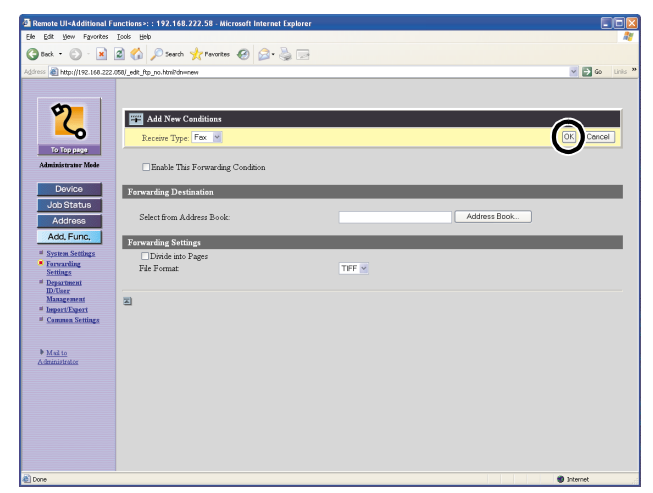 Remote UI<Additional Functions>: : 192.168.222.58 - Microsoft Internet Explorer
File Edit View Favorites Tools Help
Back Search Favorites
Address http://192.168.222.058/_edit_ftp_no.html?drwnew Go Links »
Add New Conditions
Receive Type: Fax OK Cancel
To Top page
Administrator Mode
Enable This Forwarding Condition
Device
Forwarding Destination
Job Status
Address
Select from Address Book: Address Book...
Add. Func.
Forwarding Settings
System Settings
Divide into Pages
Forwarding
Settings
File Format: TIFF
Department
ID/User
Management
Import/Export
Common Settings
Mail to
Administrator
Done Internet